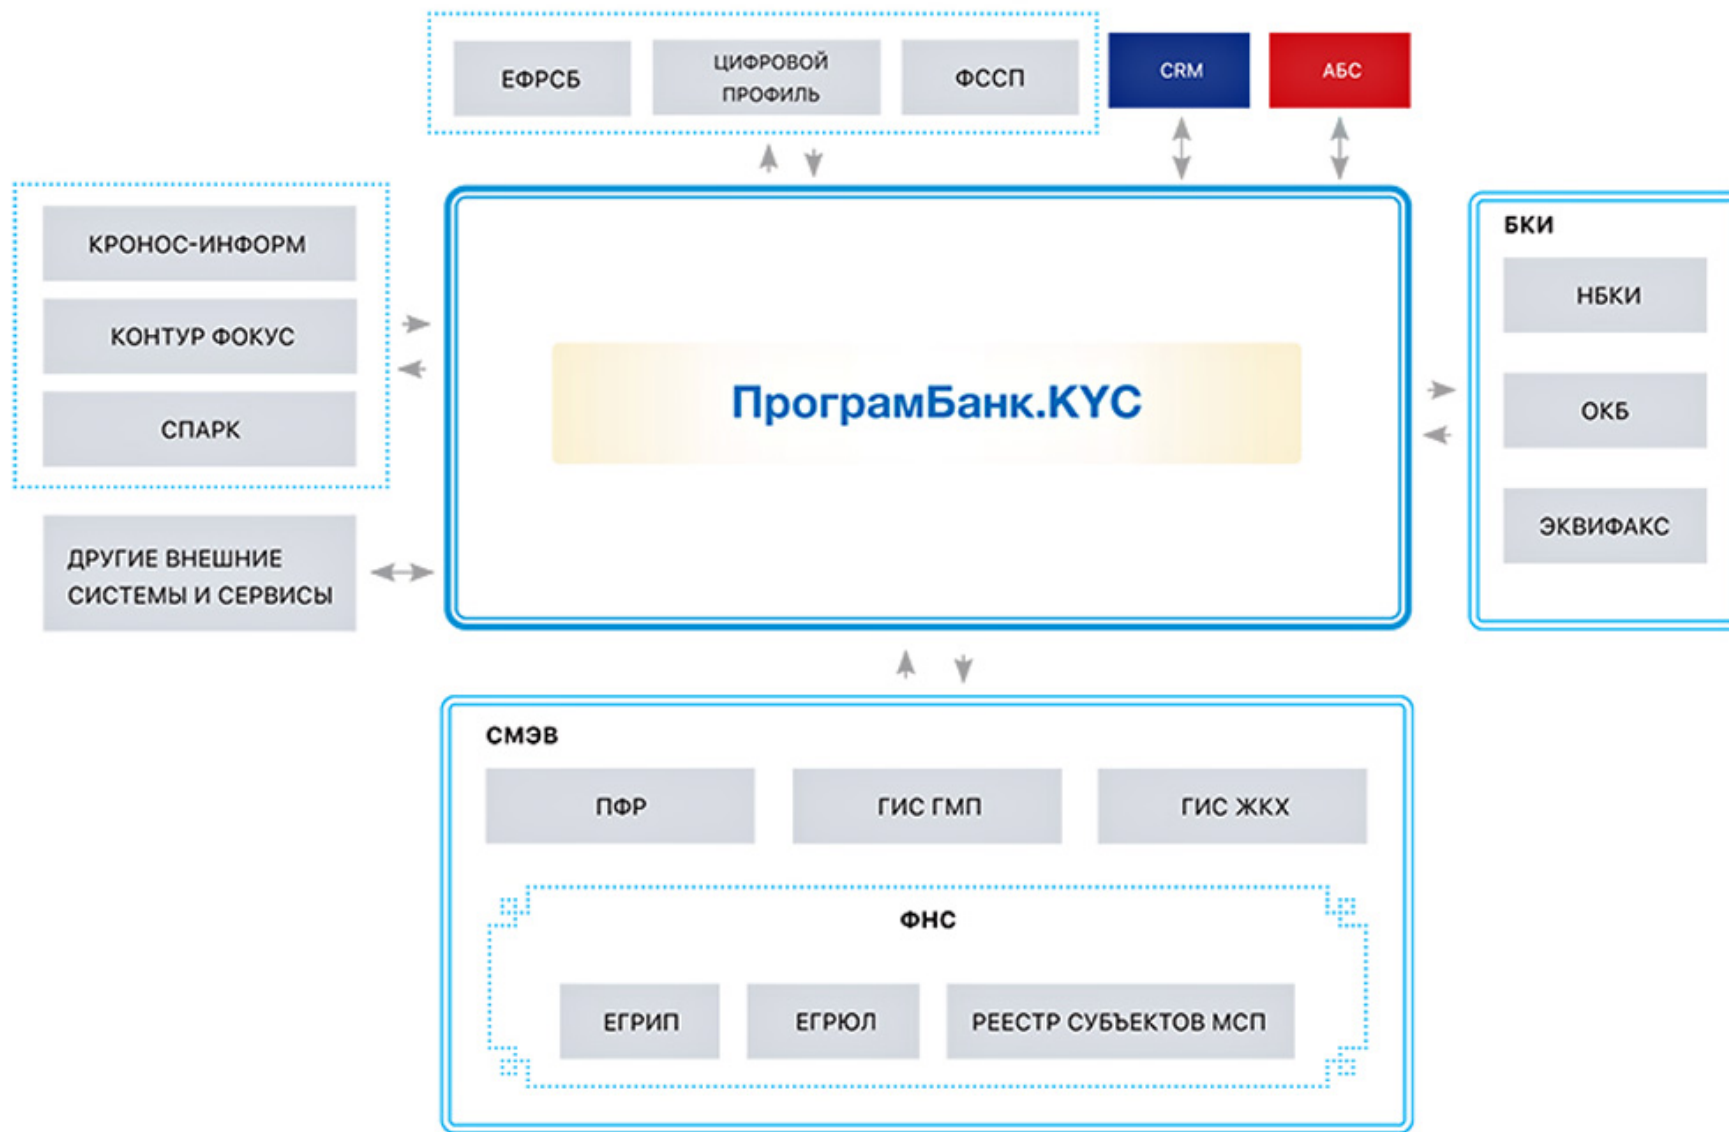 ЕФРСБ
ЦИФРОВОЙ
ПРОФИЛЬ
ФССП
CRM
АБС
КРОНОС-ИНФОРМ
КОНТУР ФОКУС
СПАРК
ДРУГИЕ ВНЕШНИЕ
СИСТЕМЫ И СЕРВИСЫ
ПрограмБанк.KYC
БКИ
НБКИ
ОКБ
ЭКВИФАКС
СМЭВ
ПФР
ГИС ГМП
ГИС ЖКХ
ФНС
ЕГРИП
ЕГРЮЛ
РЕЕСТР СУБЪЕКТОВ МСП